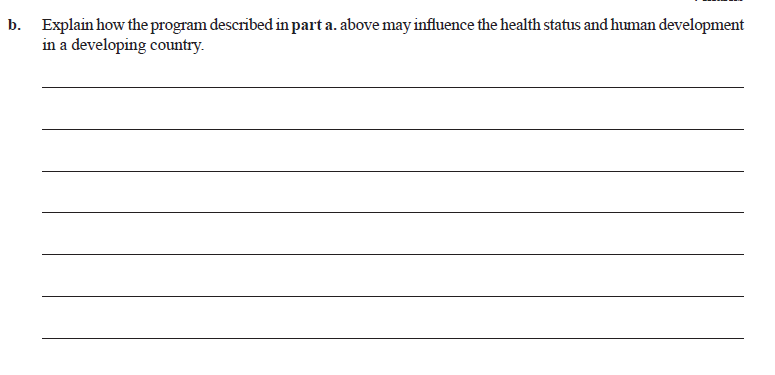 b. Explain how the program described in part a. above may influence the health status and human development
in a developing country.